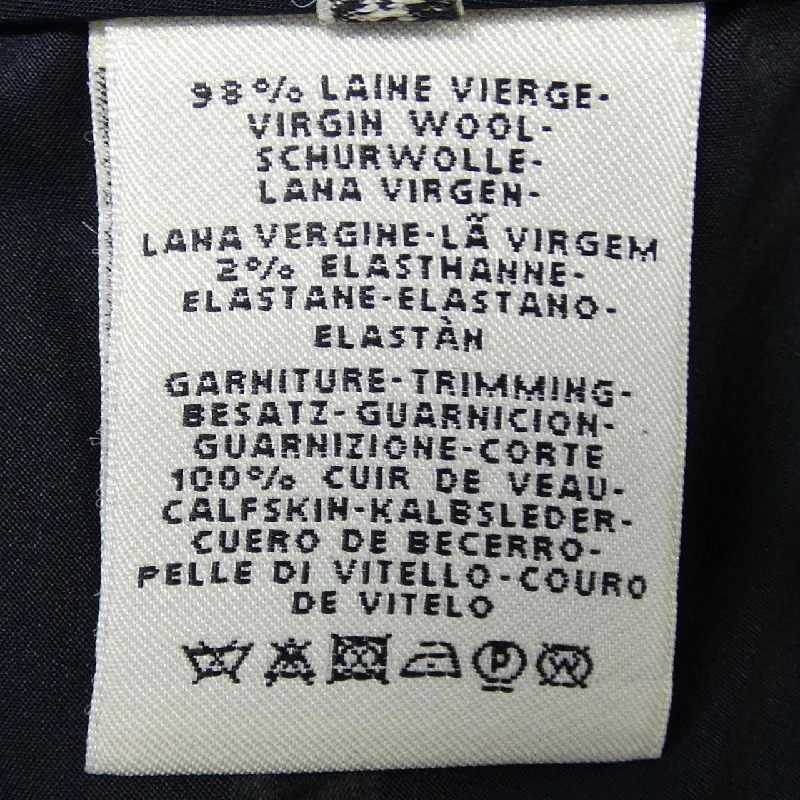 98% LAINE VIERGE-
VIRGIN WOOL-
SCHURWOLLE-
LANA VIRGEN-
LANA VERGINE-LÃ VIRGEM
2% ELASTHANNE-
ELASTANE-ELASTANO-
ELASTÀN
GARNITURE-TRIMMING-
BESATZ-GUARNICION-
GUARNIZIONE-CORTE
100% CUIR DE VEAU-
CALFSKIN-KALBSLEDER-
CUERO DE BECERRO-
PELLE DI VITELLO-COURO
DE VITELO
P W